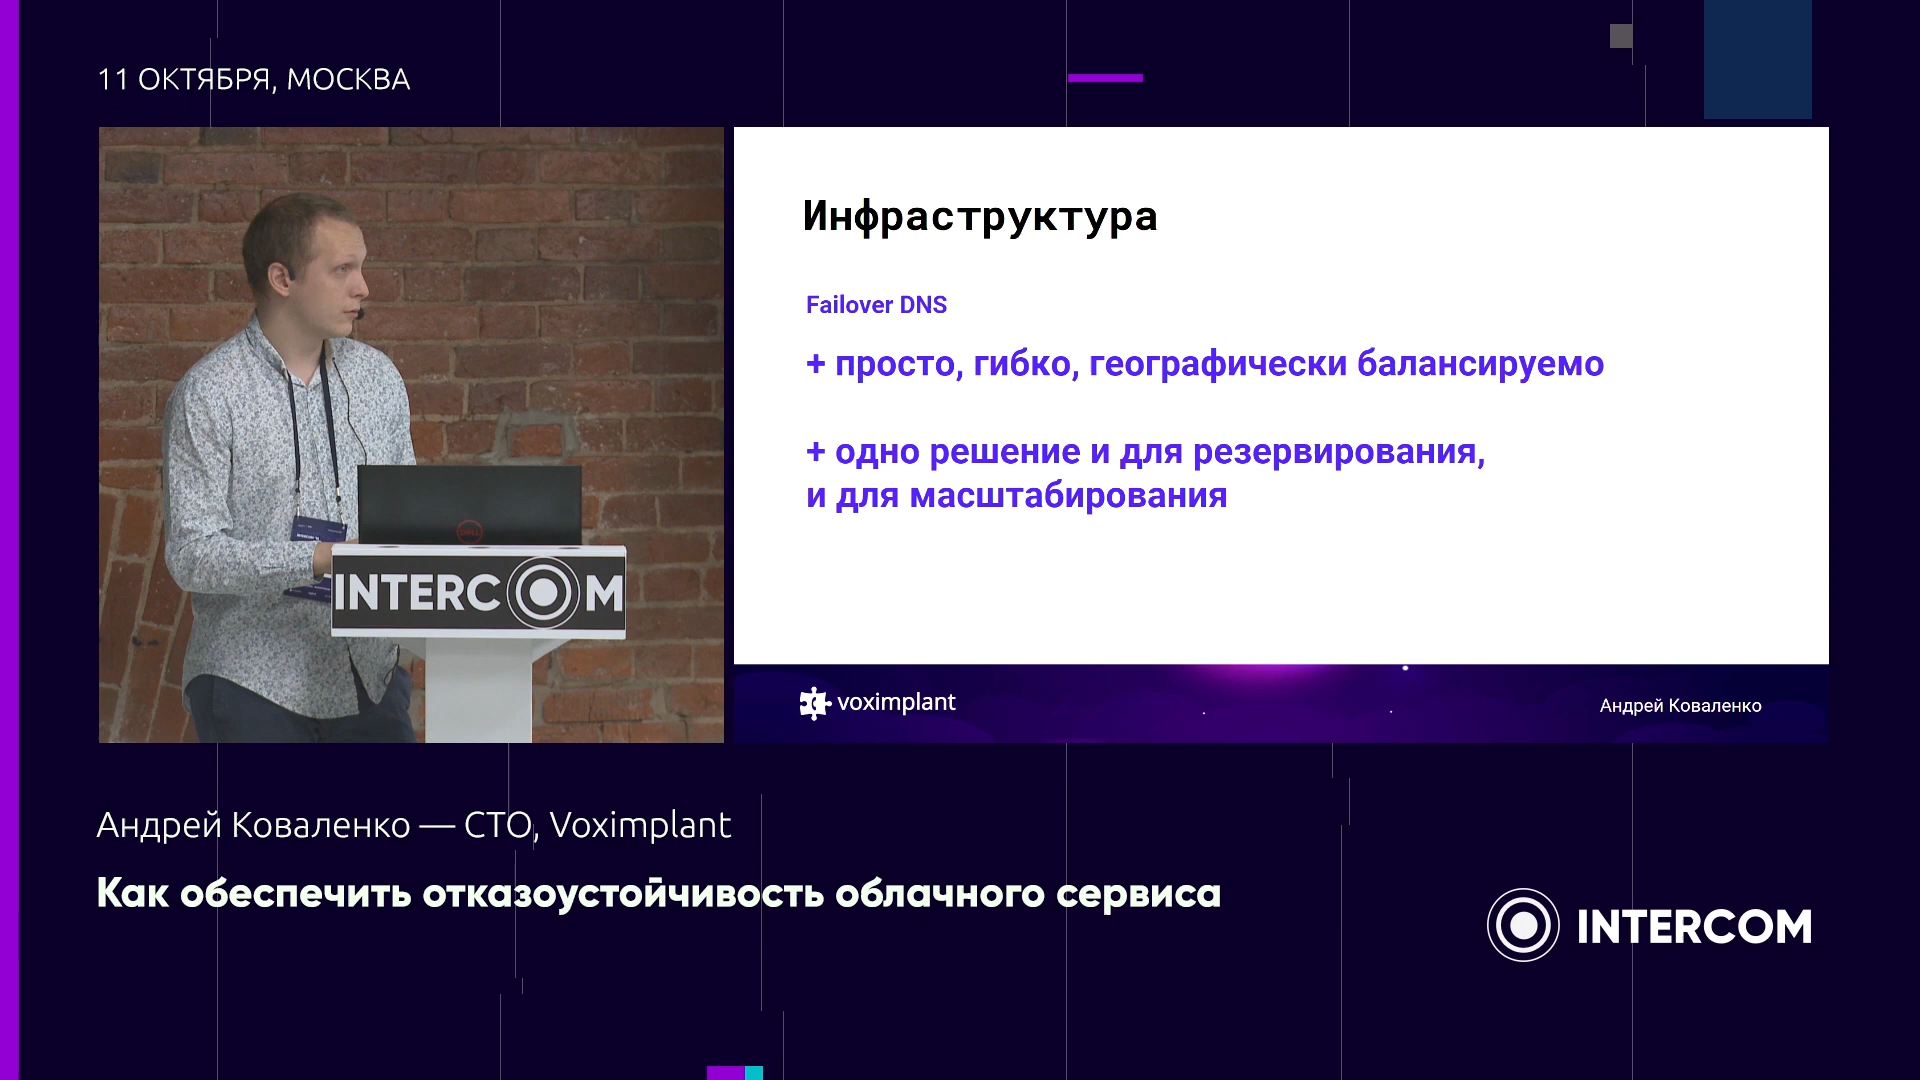 11 ОКТЯБРЯ, МОСКВА
Инфраструктура
Failover DNS
+ просто, гибко, географически балансируемо
+ одно решение и для резервирования,
и для масштабирования
voximplant
Андрей Коваленко
DELL
INTERCOM
Андрей Коваленко — CTO, Voximplant
Как обеспечить отказоустойчивость облачного сервиса
INTERCOM